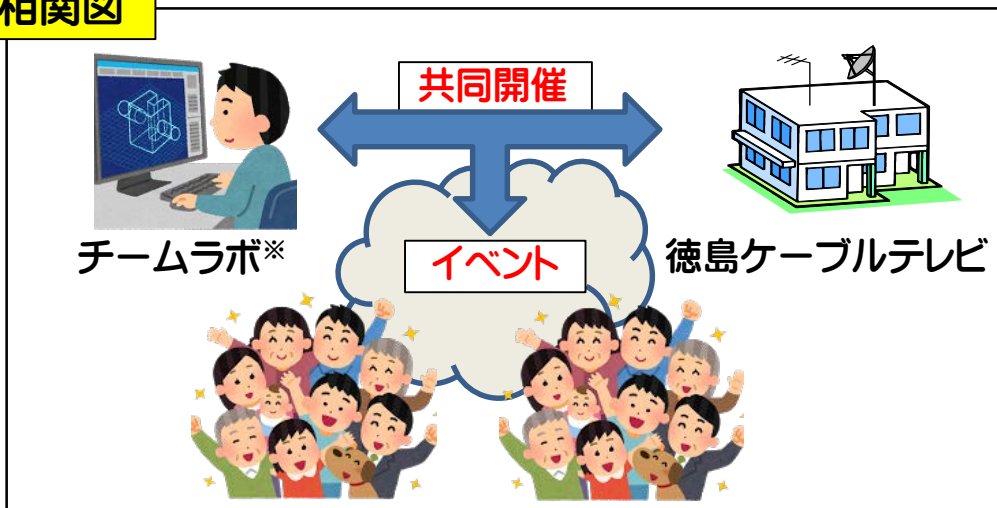 相関図
共同開催
チームラボ※
イベント
徳島ケーブルテレビ